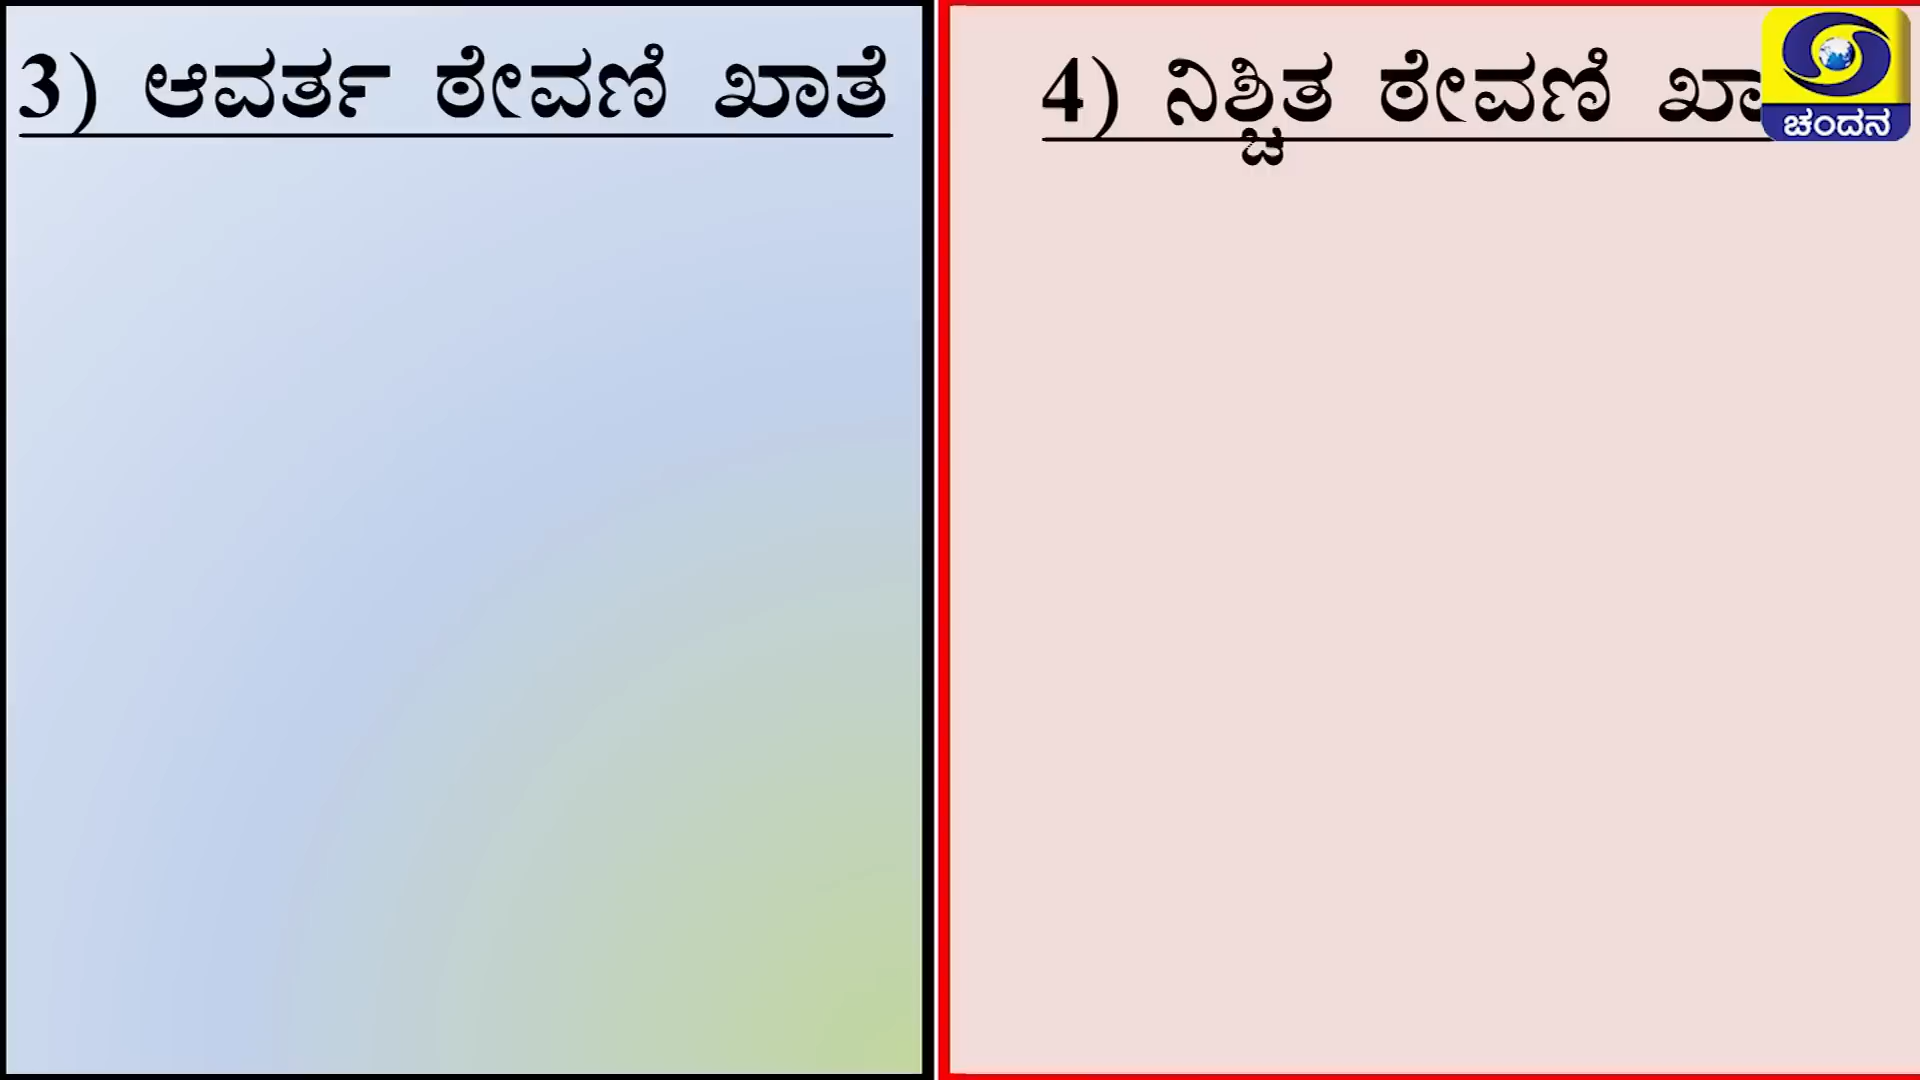 3) ಆವರ್ತ ಠೇವಣಿ ಖಾತೆ
4) ನಿಶ್ಚಿತ ಠೇವಣಿ
ಚಂದನ